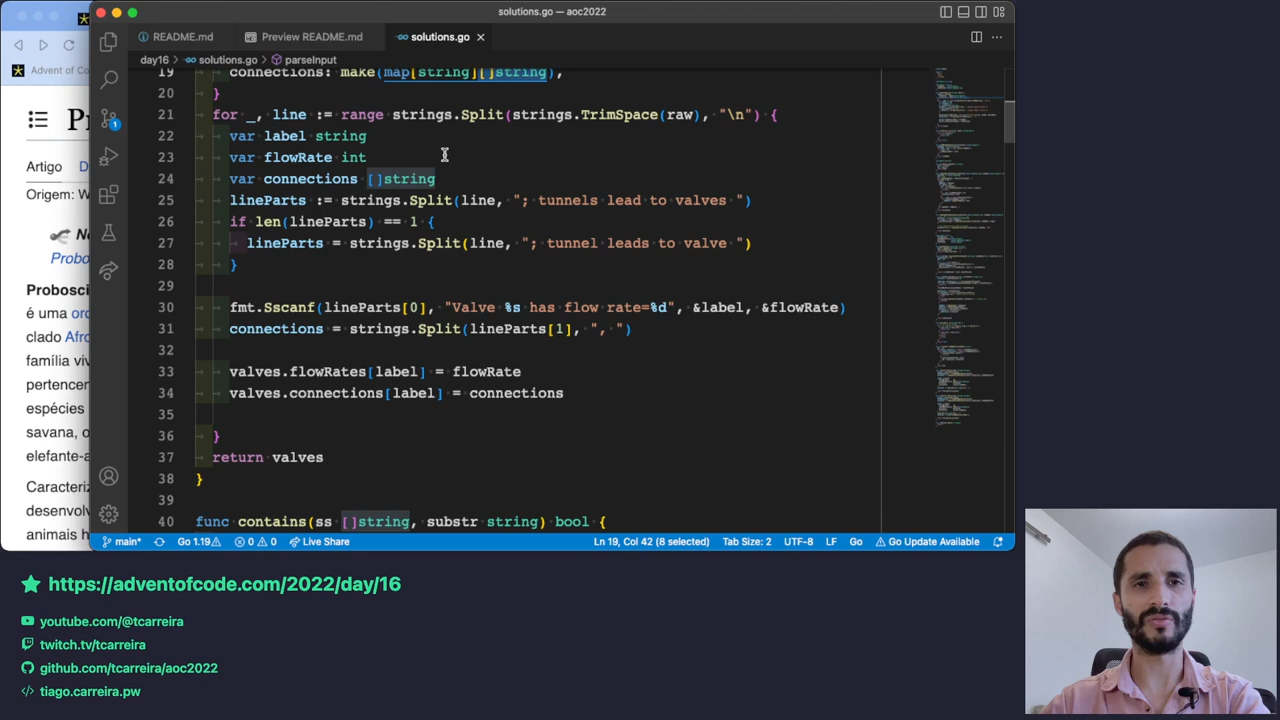 solutions.go — aoc2022
README.md
Preview README.md
solutions.go
day16 > solutions.go > parseInput
Advent of Co
Artigo
Origem: W
Probo
Probosci
é uma ord
clado Afro
família viv
pertencer
espécies
savana, o
elefante-a
Caracteriz
desenvolv
animais h
19 connections: make(map[string][]string),
20 }
for _, line := range strings.Split(strings.TrimSpace(raw), "\n") {
var label string
23 var flowRate int
24 var connections []string
lineParts := strings.Split(line, "; tunnels lead to valves ")
26 if len(lineParts) == 1 {
lineParts = strings.Split(line, "; tunnel leads to valve ")
28 }
29
30 fmt.Sscanf(lineParts[0], "Valve %s has flow rate=%d", &label, &flowRate)
31 connections = strings.Split(lineParts[1], ", ")
32
33 valves.flowRates[label] = flowRate
34 valves.connections[label] = connections
35
36 }
37 return valves
38 }
39
40 func contains(ss []string, substr string) bool {
1
main* Go 1.19 0 0 Live Share Ln 19, Col 42 (8 selected) Tab Size: 2 UTF-8 LF Go Go Update Available
https://adventofcode.com/2022/day/16
youtube.com/@tcarreira
twitch.tv/tcarreira
github.com/tcarreira/aoc2022
tiago.carreira.pw